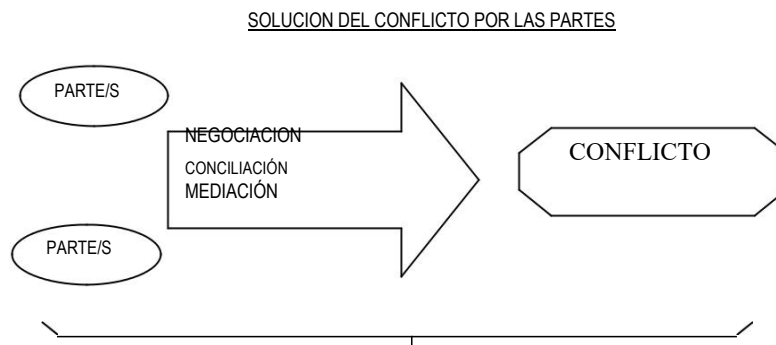 SOLUCION DEL CONFLICTO POR LAS PARTES
PARTE/S
NEGOCIACION
CONCILIACIÓN
MEDIACIÓN
CONFLICTO
PARTE/S